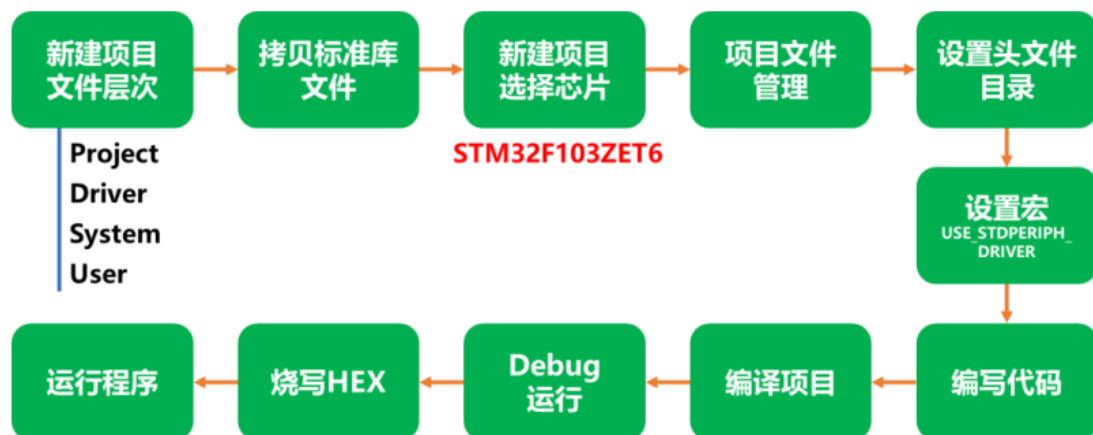 新建项目
文件层次
拷贝标准库
文件
新建项目
选择芯片
项目文件
管理
设置头文件
目录
Project
Driver
System
User
STM32F103ZET6
设置宏
USE_STDPERIPH_
DRIVER
运行程序
烧写HEX
Debug
运行
编译项目
编写代码